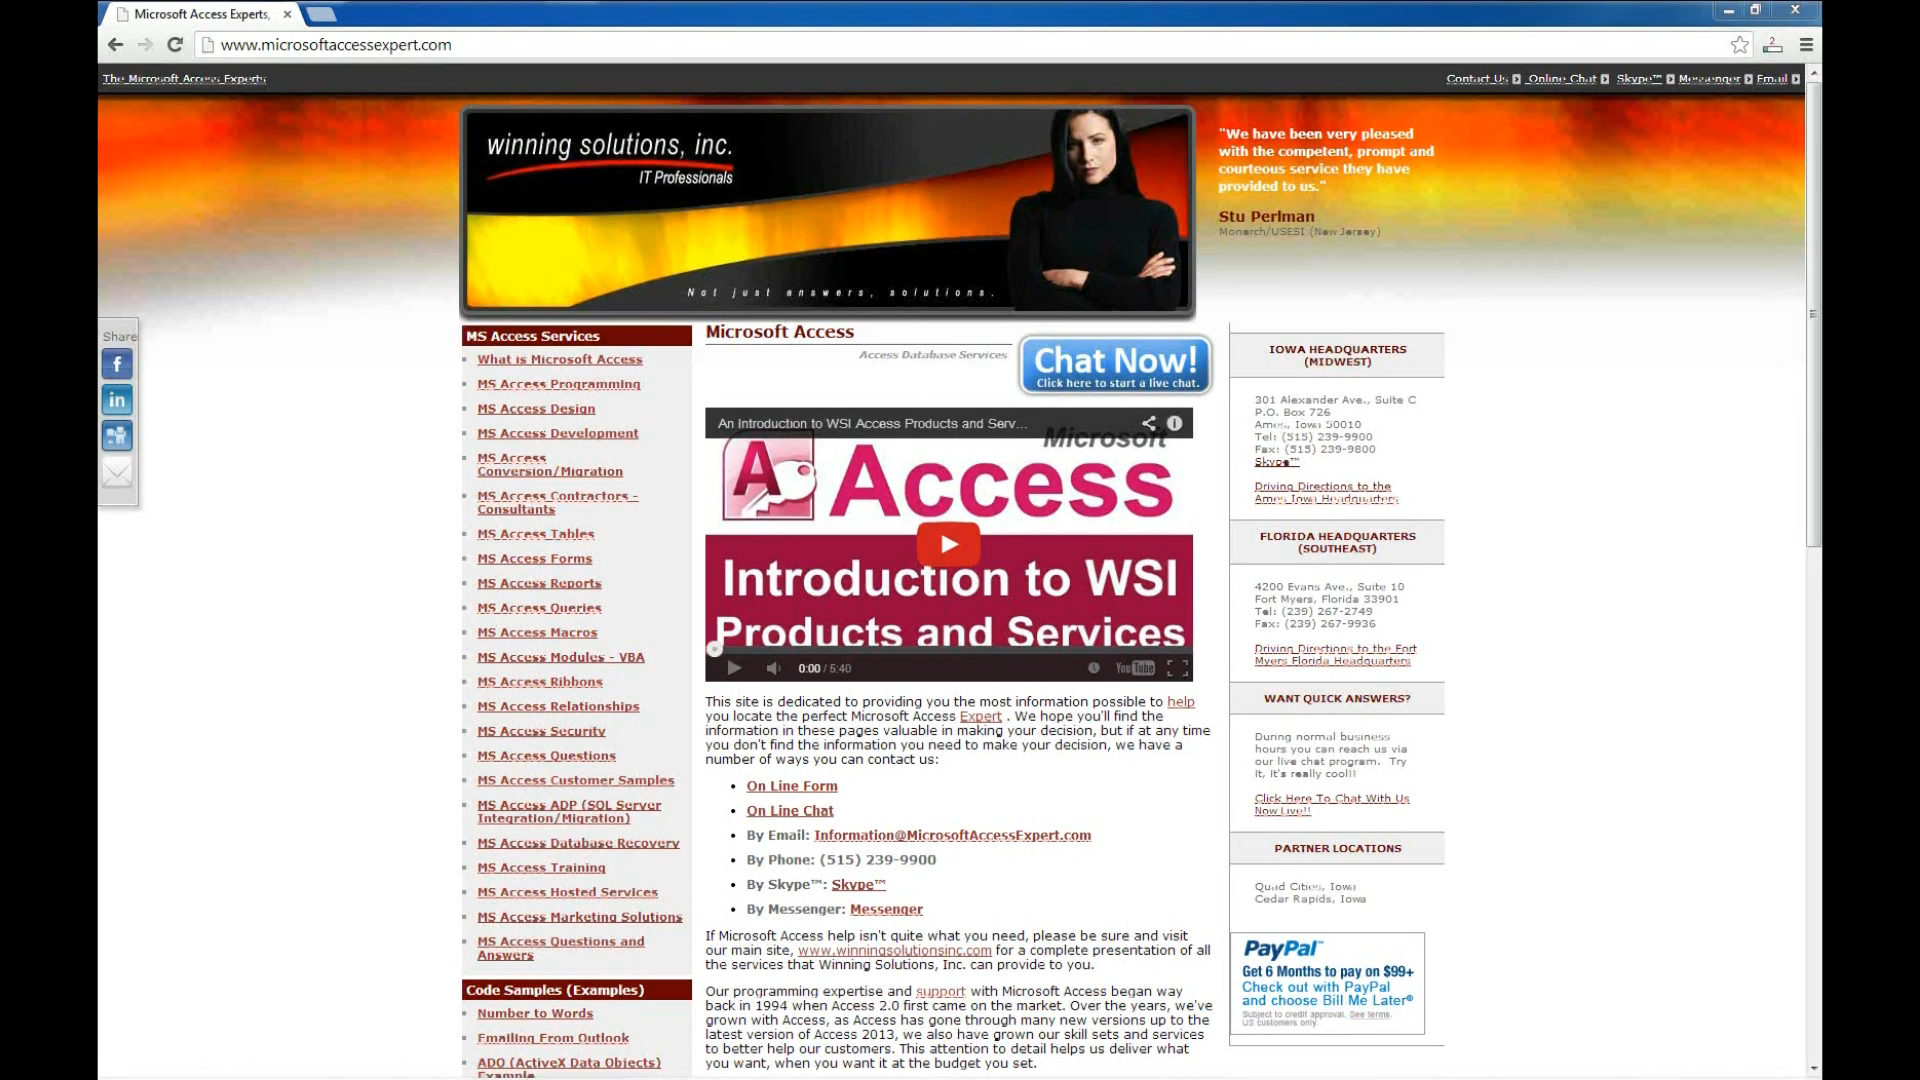 Microsoft Access Experts,
www.microsoftaccessexpert.com
2
The Microsoft Access Experts
Contact Us Online Chat Skype™ Messenger Email
winning solutions, inc.
IT Professionals
Not just answers, solutions.
"We have been very pleased
with the competent, prompt and
courteous service they have
provided to us."
Stu Perlman
Monarch/USESI (New Jersey)
Share
f
in
MS Access Services
What is Microsoft Access
MS Access Programming
MS Access Design
MS Access Development
MS Access
Conversion/Migration
MS Access Contractors -
Consultants
MS Access Tables
MS Access Forms
MS Access Reports
MS Access Queries
MS Access Macros
MS Access Modules - VBA
MS Access Ribbons
MS Access Relationships
MS Access Security
MS Access Questions
MS Access Customer Samples
MS Access ADP (SQL Server
Integration/Migration)
MS Access Database Recovery
MS Access Training
MS Access Hosted Services
MS Access Marketing Solutions
MS Access Questions and
Answers
Code Samples (Examples)
Number to Words
Emailing From Outlook
ADO (ActiveX Data Objects)
Example
Microsoft Access
Access Database Services
Chat Now!
Click here to start a live chat.
An Introduction to WSI Access Products and Serv...
Microsoft
A Access
Introduction to WSI
Products and Services
0:00 / 5:40
YouTube
This site is dedicated to providing you the most information possible to help
you locate the perfect Microsoft Access Expert . We hope you'll find the
information in these pages valuable in making your decision, but if at any time
you don't find the information you need to make your decision, we have a
number of ways you can contact us:
• On Line Form
• On Line Chat
• By Email: Information@MicrosoftAccessExpert.com
• By Phone: (515) 239-9900
• By Skype™: Skype™
• By Messenger: Messenger
If Microsoft Access help isn't quite what you need, please be sure and visit
our main site, www.winningsolutionsinc.com for a complete presentation of all
the services that Winning Solutions, Inc. can provide to you.
Our programming expertise and support with Microsoft Access began way
back in 1994 when Access 2.0 first came on the market. Over the years, we've
grown with Access, as Access has gone through many new versions up to the
latest version of Access 2013, we also have grown our skill sets and services
to better help our customers. This attention to detail helps us deliver what
you want, when you want it at the budget you set.
IOWA HEADQUARTERS
(MIDWEST)
301 Alexander Ave., Suite C
P.O. Box 726
Ames, Iowa 50010
Tel: (515) 239-9900
Fax: (515) 239-9800
Skype™
Driving Directions to the
Ames Iowa Headquarters
FLORIDA HEADQUARTERS
(SOUTHEAST)
4200 Evans Ave., Suite 10
Fort Myers, Florida 33901
Tel: (239) 267-2749
Fax: (239) 267-9936
Driving Directions to the Fort
Myers Florida Headquarters
WANT QUICK ANSWERS?
During normal business
hours you can reach us via
our live chat program. Try
it, it's really cool!!
Click Here To Chat With Us
Now Live!!
PARTNER LOCATIONS
Quad Cities, Iowa
Cedar Rapids, Iowa
PayPal™
Get 6 Months to pay on $99+
Check out with PayPal
and choose Bill Me Later®
Subject to credit approval. See terms.
US customers only.